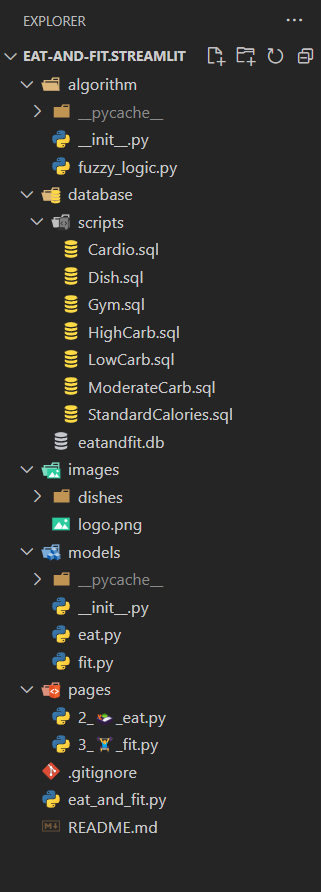 EXPLORER
EAT-AND-FIT.STREAMLIT
algorithm
__pycache__
__init__.py
fuzzy_logic.py
database
scripts
Cardio.sql
Dish.sql
Gym.sql
HighCarb.sql
LowCarb.sql
ModerateCarb.sql
StandardCalories.sql
eatandfit.db
images
dishes
logo.png
models
__pycache__
__init__.py
eat.py
fit.py
pages
2_🥗_eat.py
3_🏋️_fit.py
.gitignore
eat_and_fit.py
README.md